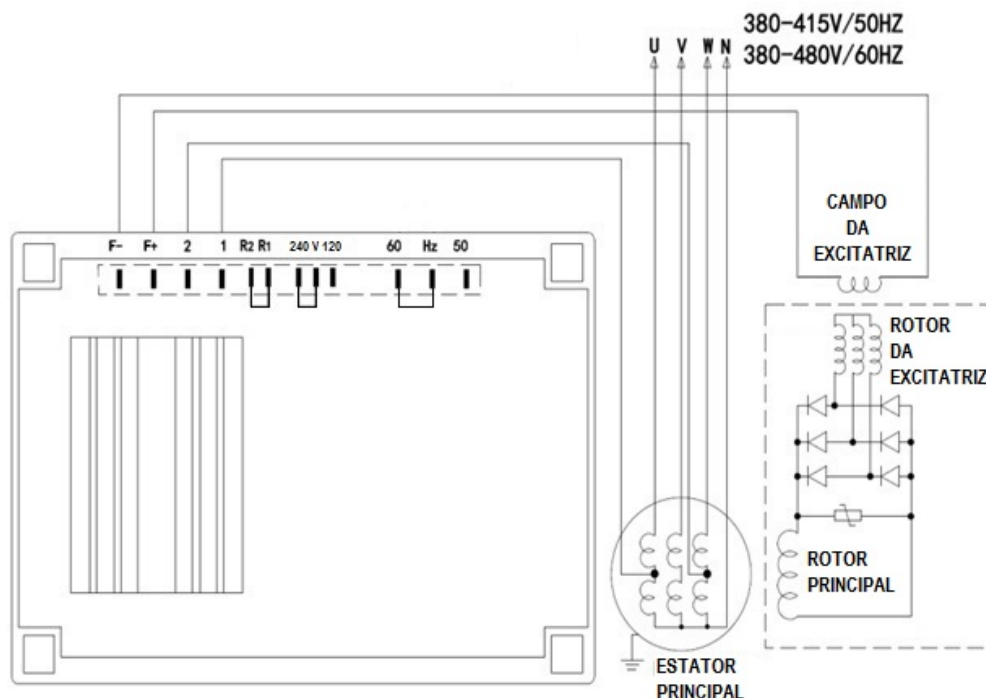 380-415V/50HZ
U V W N
380-480V/60HZ
CAMPO
DA
EXCITATRIZ
F- F+ 2 1 R2 R1 240 V 120 60 Hz 50
ROTOR
DA
EXCITATRIZ
ROTOR
PRINCIPAL
ESTATOR
PRINCIPAL